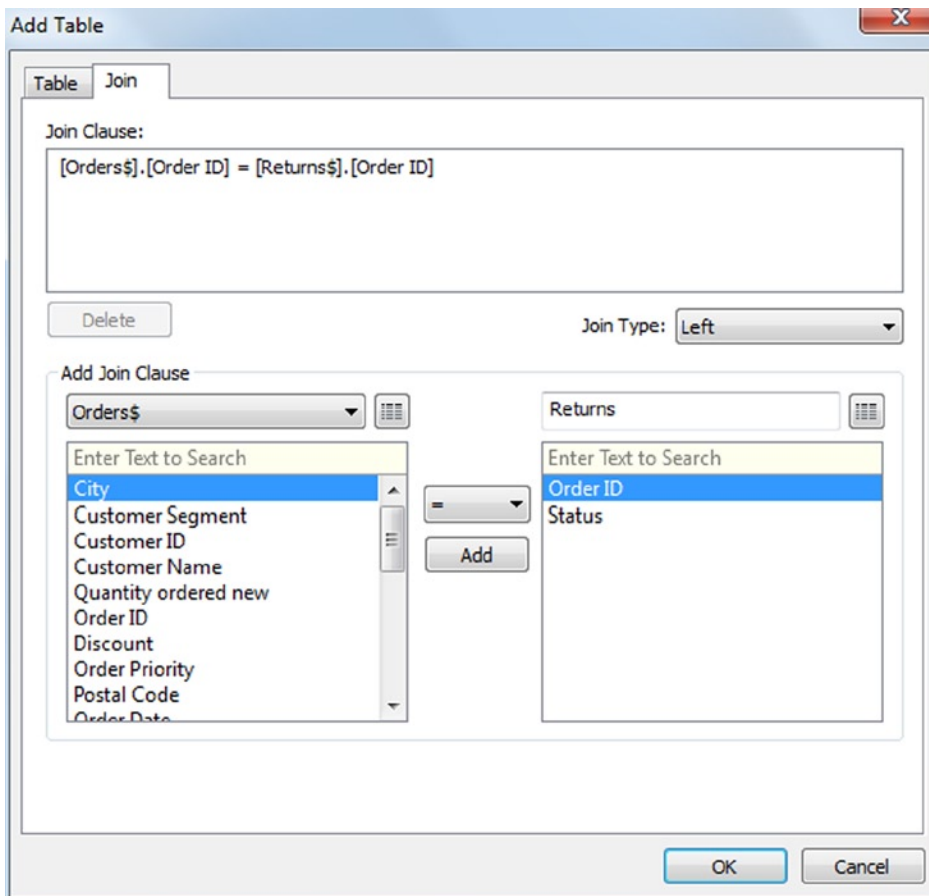 Add Table
Table
Join
Join Clause:
[Orders$].[Order ID] = [Returns$].[Order ID]
Delete
Join Type:
Left
Add Join Clause
Orders$
Returns
Enter Text to Search
City
Customer Segment
Customer ID
Customer Name
Quantity ordered new
Order ID
Discount
Order Priority
Postal Code
Order Date
=
Add
Enter Text to Search
Order ID
Status
OK
Cancel